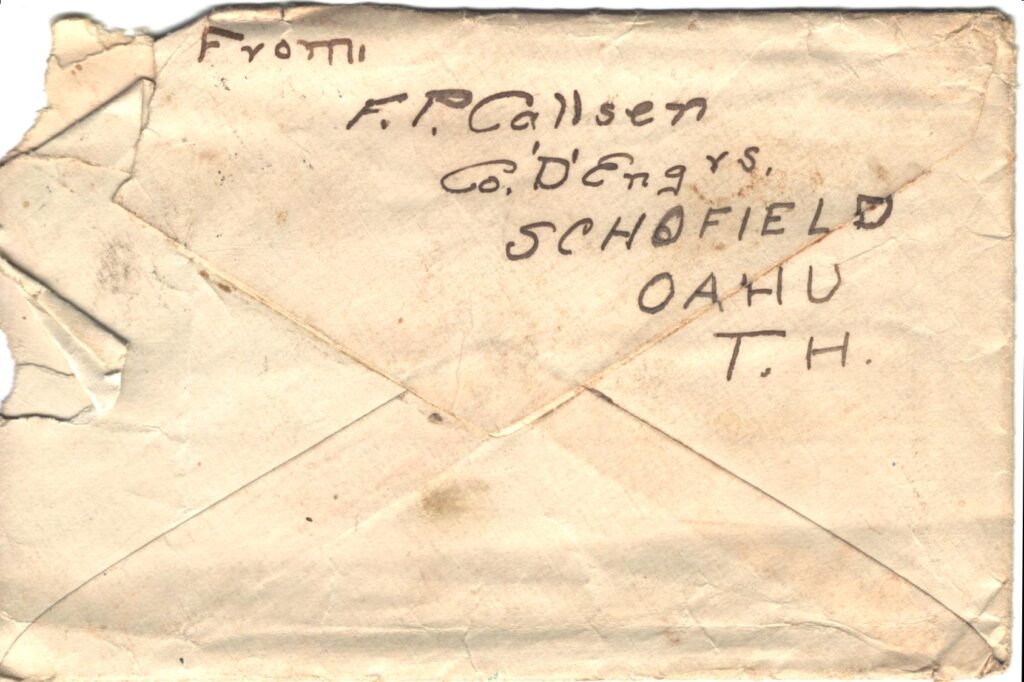 From,
F. P. Callsen
Co. 'D' Engrs.
SCHOFIELD
OAHU
T. H.